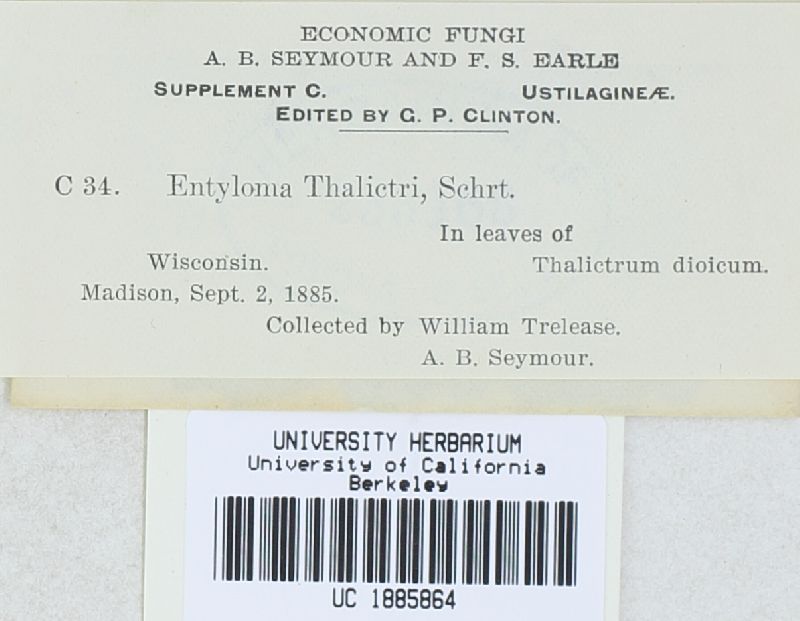 ECONOMIC FUNGI
A. B. SEYMOUR AND F. S. EARLE
SUPPLEMENT C. USTILAGINEÆ.
EDITED BY G. P. CLINTON.
C 34. Entyloma Thalictri, Schrt.
In leaves of
Wisconsin. Thalictrum dioicum.
Madison, Sept. 2, 1885.
Collected by William Trelease.
A. B. Seymour.
UNIVERSITY HERBARIUM
University of California
Berkeley
UC 1885864